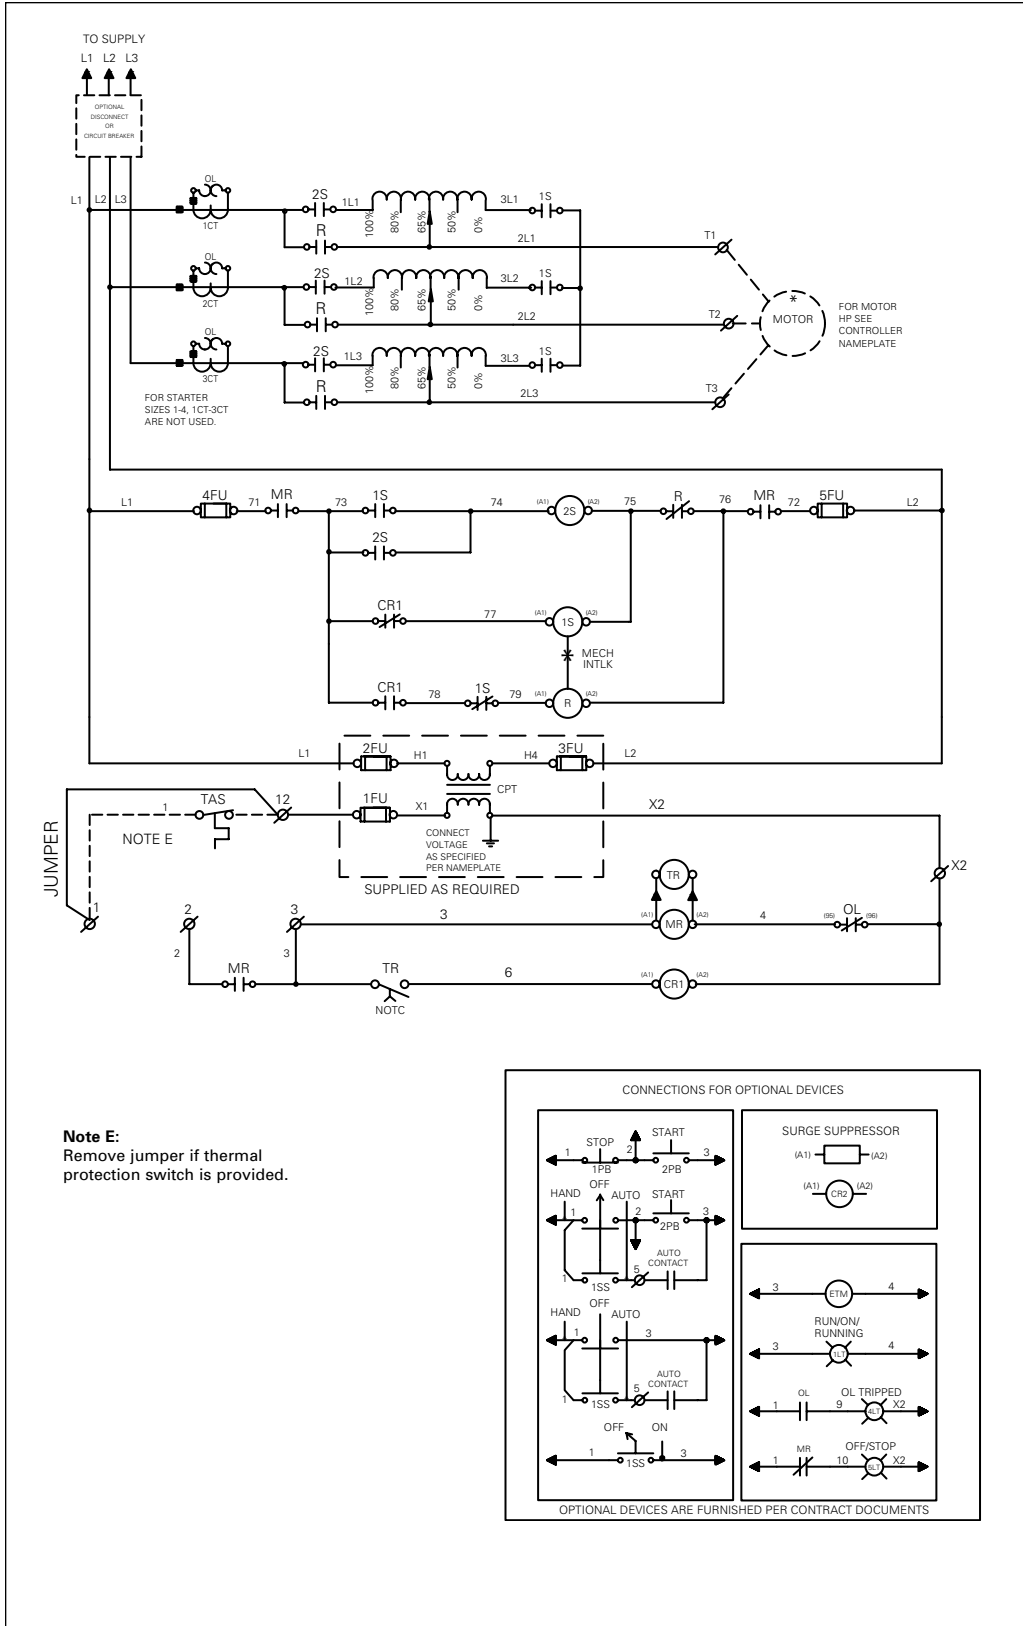 TO SUPPLY
L1 L2 L3
OPTIONAL
DISCONNECT
OR
CIRCUIT BREAKER
L1 L2 L3
OL
1CT
2S
R
1L1
100%
80%
65%
50%
0%
3L1
1S
2L1
T1
OL
2CT
2S
R
1L2
100%
80%
65%
50%
0%
3L2
1S
2L2
T2
*
MOTOR
FOR MOTOR
HP SEE
CONTROLLER
NAMEPLATE
OL
3CT
2S
R
1L3
100%
80%
65%
50%
0%
3L3
1S
2L3
T3
FOR STARTER
SIZES 1-4, 1CT-3CT
ARE NOT USED.
L1 4FU 71 MR 73 1S 74 (A1) 2S (A2) 75 R 76 MR 72 5FU L2
2S
CR1 77 (A1) 1S (A2)
MECH
INTLK
CR1 78 1S 79 (A1) R (A2)
L1 2FU H1 H4 3FU L2
CPT
1 TAS 12 1FU X1 X2
NOTE E
JUMPER
CONNECT
VOLTAGE
AS SPECIFIED
PER NAMEPLATE
SUPPLIED AS REQUIRED
X2
TR
1 2 3 3 (A1) MR (A2) 4 (95) OL (96)
2 3
MR TR 6 (A1) CR1 (A2)
NOTC
Note E:
Remove jumper if thermal
protection switch is provided.
CONNECTIONS FOR OPTIONAL DEVICES
1 STOP 2 START 3
1PB 2PB
HAND OFF AUTO START
1 2 3
2PB
AUTO
CONTACT
1 1SS 5
HAND OFF AUTO
1 3
AUTO
CONTACT
1 1SS 5
OFF ON
1 1SS 3
SURGE SUPPRESSOR
(A1) (A2)
(A1) CR2 (A2)
3 ETM 4
RUN/ON/
RUNNING
3 1LT 4
OL OL TRIPPED
1 9 4LT X2
MR OFF/STOP
1 10 5LT X2
OPTIONAL DEVICES ARE FURNISHED PER CONTRACT DOCUMENTS